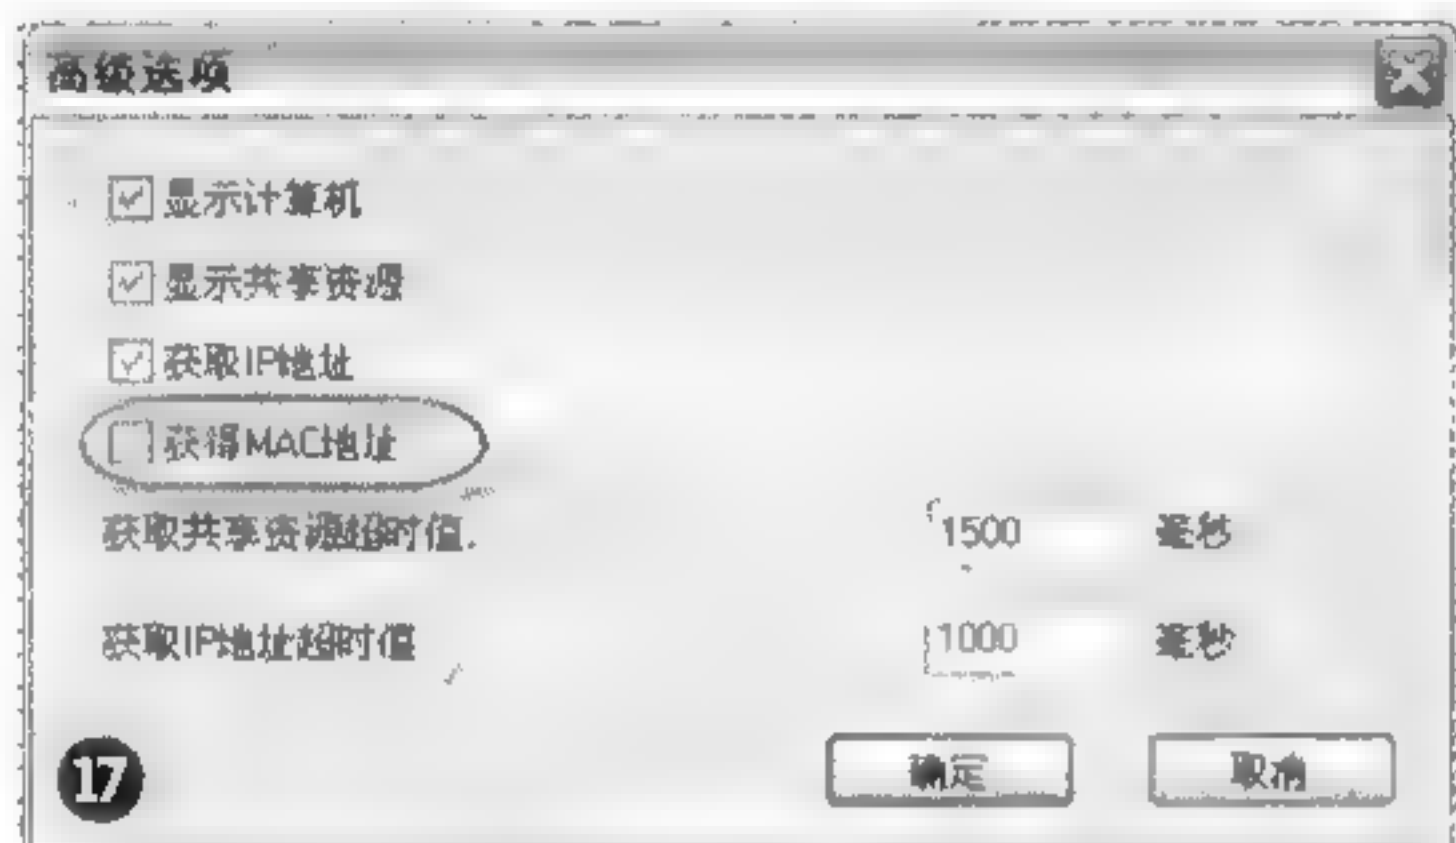 高级选项
显示计算机
显示共享资源
获取IP地址
获得MAC地址
获取共享资源超时值. 1500 毫秒
获取IP地址超时值 1000 毫秒
17 确定 取消